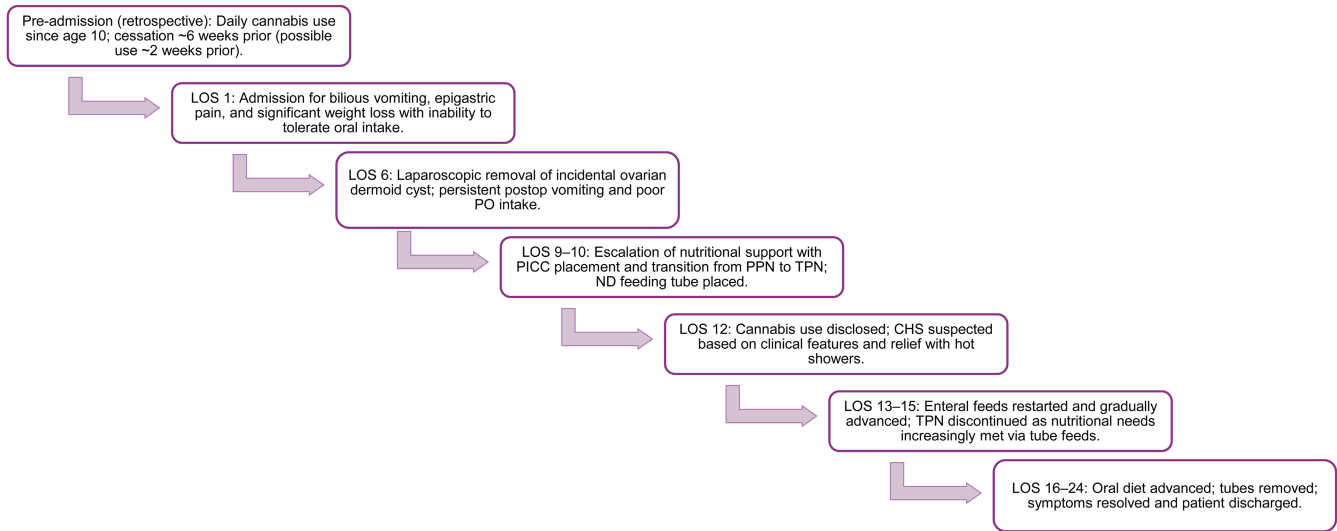 Pre-admission (retrospective): Daily cannabis use
since age 10; cessation ~6 weeks prior (possible
use ~2 weeks prior).
LOS 1: Admission for bilious vomiting, epigastric
pain, and significant weight loss with inability to
tolerate oral intake.
LOS 6: Laparoscopic removal of incidental ovarian
dermoid cyst; persistent postop vomiting and poor
PO intake.
LOS 9–10: Escalation of nutritional support with
PICC placement and transition from PPN to TPN;
ND feeding tube placed.
LOS 12: Cannabis use disclosed; CHS suspected
based on clinical features and relief with hot
showers.
LOS 13–15: Enteral feeds restarted and gradually
advanced; TPN discontinued as nutritional needs
increasingly met via tube feeds.
LOS 16–24: Oral diet advanced; tubes removed;
symptoms resolved and patient discharged.